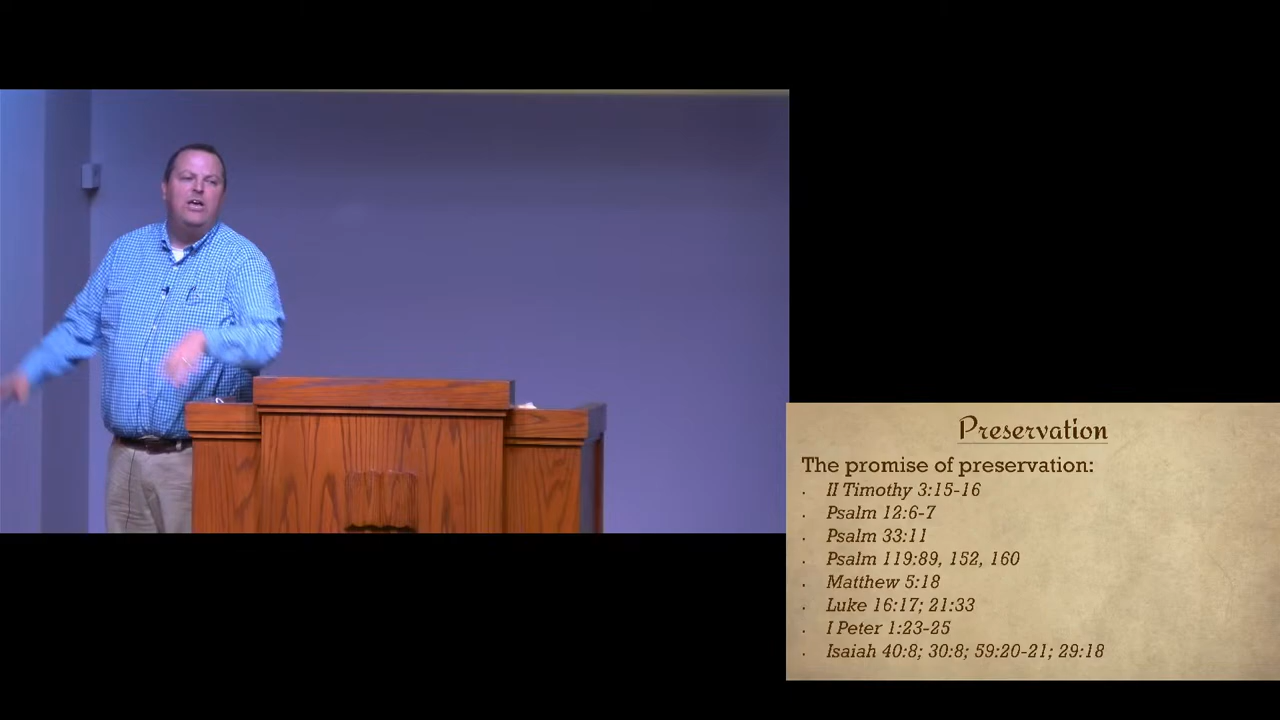 Preservation
The promise of preservation:
. II Timothy 3:15-16
. Psalm 12:6-7
. Psalm 33:11
. Psalm 119:89, 152, 160
. Matthew 5:18
. Luke 16:17; 21:33
. I Peter 1:23-25
. Isaiah 40:8; 30:8; 59:20-21; 29:18